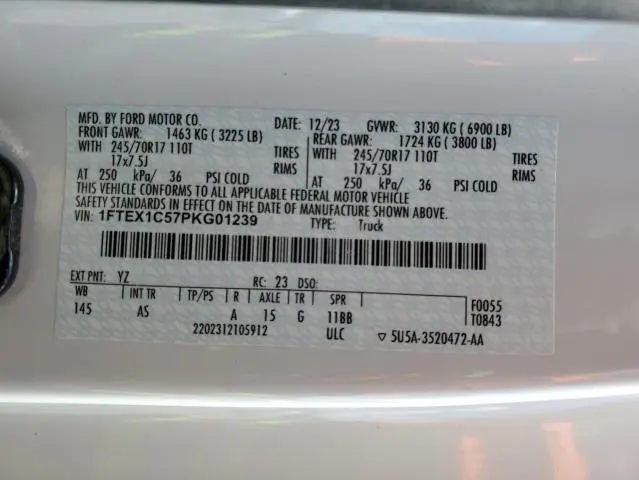 MFD. BY FORD MOTOR CO. DATE: 12/23 GVWR: 3130 KG ( 6900 LB)
FRONT GAWR: 1463 KG ( 3225 LB) REAR GAWR: 1724 KG ( 3800 LB)
WITH 245/70R17 110T TIRES WITH 245/70R17 110T TIRES
17x7.5J RIMS 17x7.5J RIMS
AT 250 kPa/ 36 PSI COLD AT 250 kPa/ 36 PSI COLD
THIS VEHICLE CONFORMS TO ALL APPLICABLE FEDERAL MOTOR VEHICLE
SAFETY STANDARDS IN EFFECT ON THE DATE OF MANUFACTURE SHOWN ABOVE.
VIN: 1FTEX1C57PKG01239 TYPE: Truck
EXT PNT: YZ RC: 23 DSO:
WB INT TR TP/PS R AXLE TR SPR F0055
145 AS A 15 G 11BB T0843
2202312105912 ULC ▽ 5U5A-3520472-AA